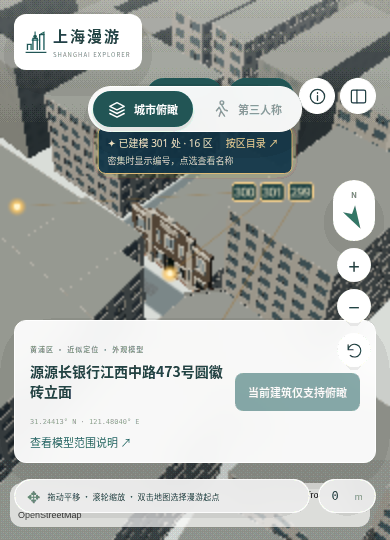 上海漫游
SHANGHAI EXPLORER
城市俯瞰
第三人称
✦ 已建模 301 处 · 16 区 按区目录 ↗
密集时显示编号，点选查看名称
300 301 299
N
+
−
黄浦区 · 近似定位 · 外观模型
源源长银行江西中路473号圆徽砖立面
当前建筑仅支持俯瞰
31.24413° N · 121.48040° E
查看模型范围说明 ↗
拖动平移 · 滚轮缩放 · 双击地图选择漫游起点
0 m
OpenStreetMap